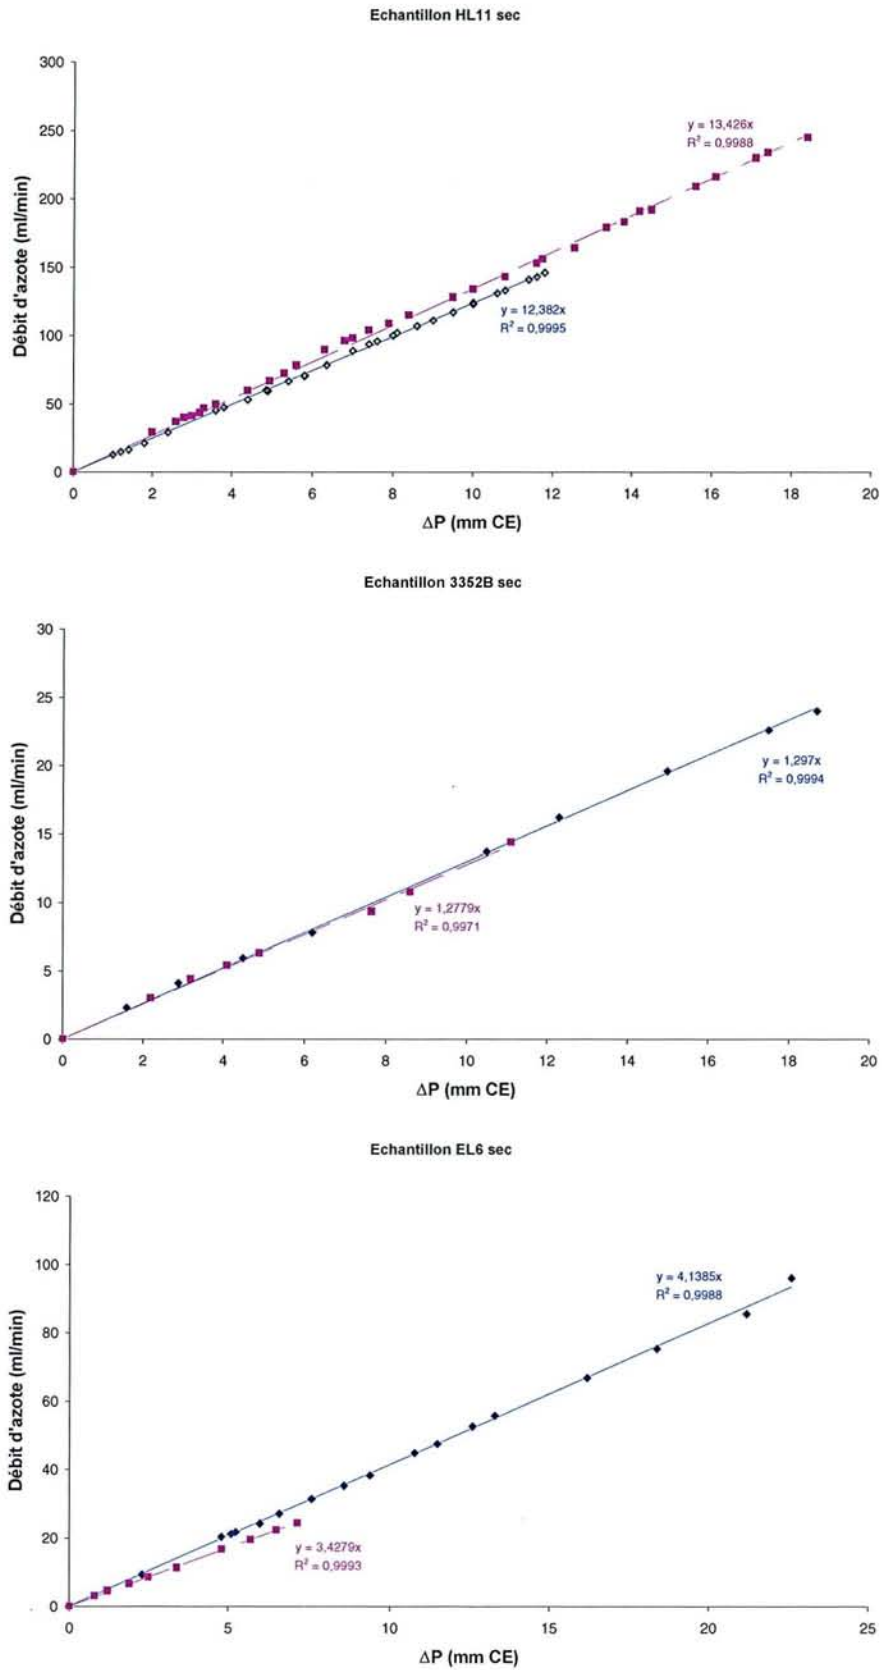 Echantillon HL11 sec
300
250
200
150
100
50
0
Débit d'azote (ml/min)
y = 13,426x
R² = 0,9988
y = 12,382x
R² = 0,9995
0 2 4 6 8 10 12 14 16 18 20
ΔP (mm CE)
Echantillon 3352B sec
30
25
20
15
10
5
0
Débit d'azote (ml/min)
y = 1,297x
R² = 0,9994
y = 1,2779x
R² = 0,9971
0 2 4 6 8 10 12 14 16 18 20
ΔP (mm CE)
Echantillon EL6 sec
120
100
80
60
40
20
0
Débit d'azote (ml/min)
y = 4,1385x
R² = 0,9988
y = 3,4279x
R² = 0,9993
0 5 10 15 20 25
ΔP (mm CE)